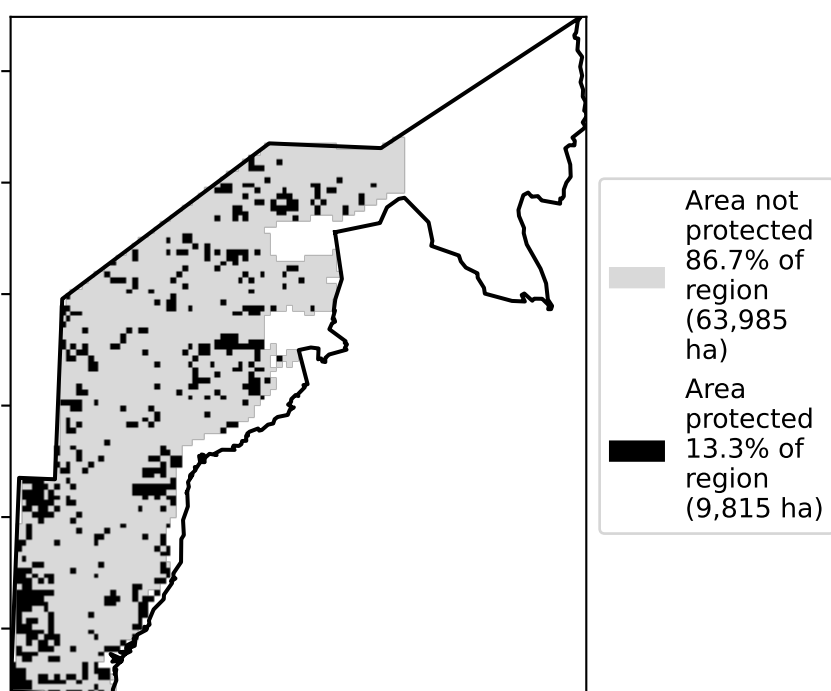 Area not
protected
86.7% of
region
(63,985
ha)
Area
protected
13.3% of
region
(9,815 ha)